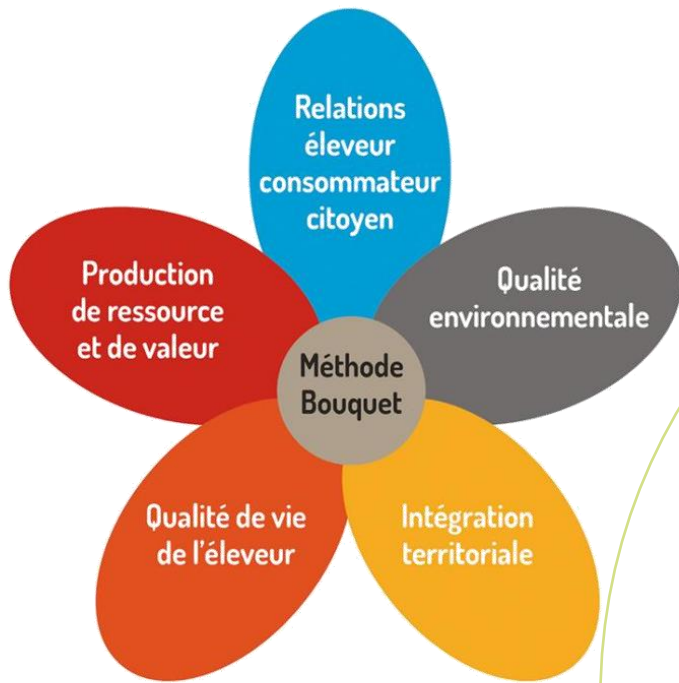 Relations
éleveur
consommateur
citoyen
Production
de ressource
et de valeur
Qualité
environnementale
Méthode
Bouquet
Qualité de vie
de l'éleveur
Intégration
territoriale